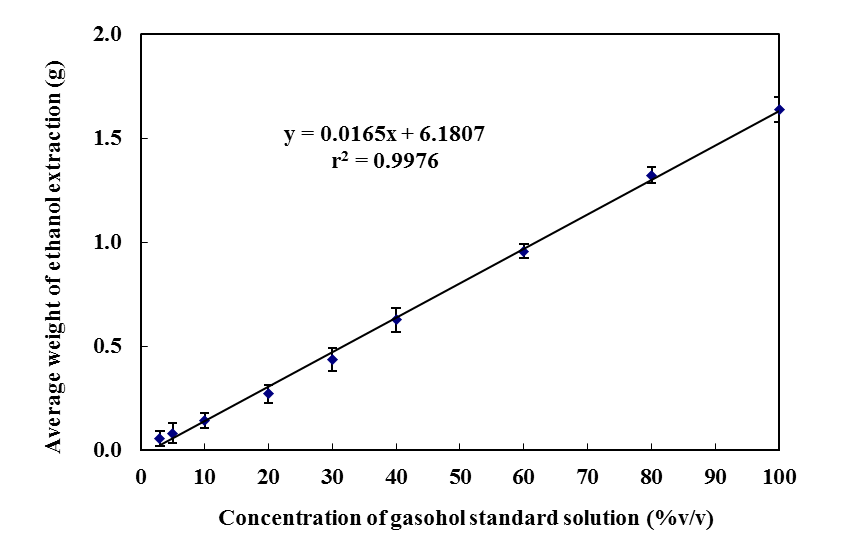 2.0
1.5
1.0
0.5
0.0
y = 0.0165x + 6.1807
r² = 0.9976
Average weight of ethanol extraction (g)
0 10 20 30 40 50 60 70 80 90 100
Concentration of gasohol standard solution (%v/v)